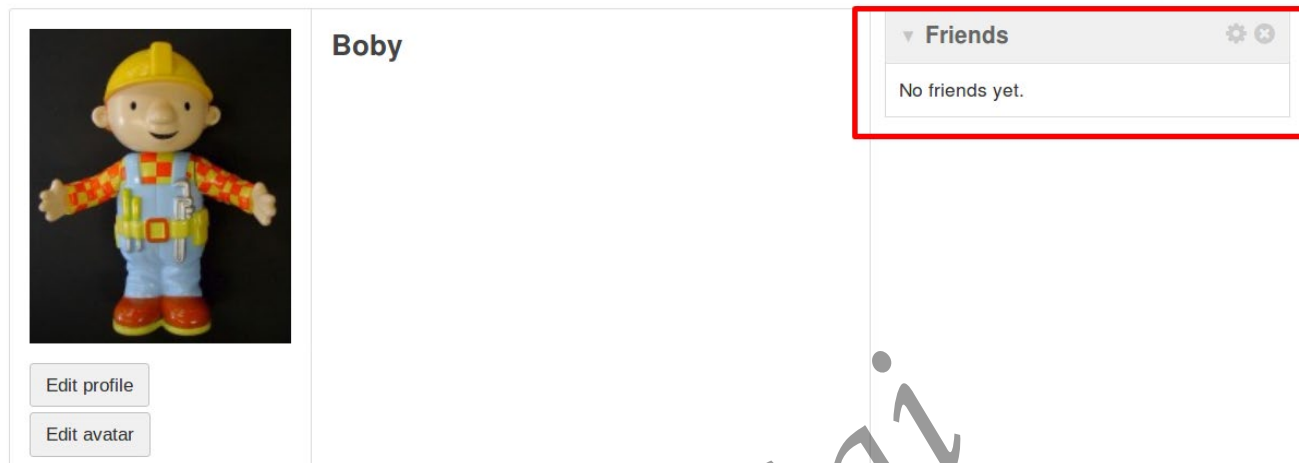 Boby
Friends
No friends yet.
Edit profile
Edit avatar